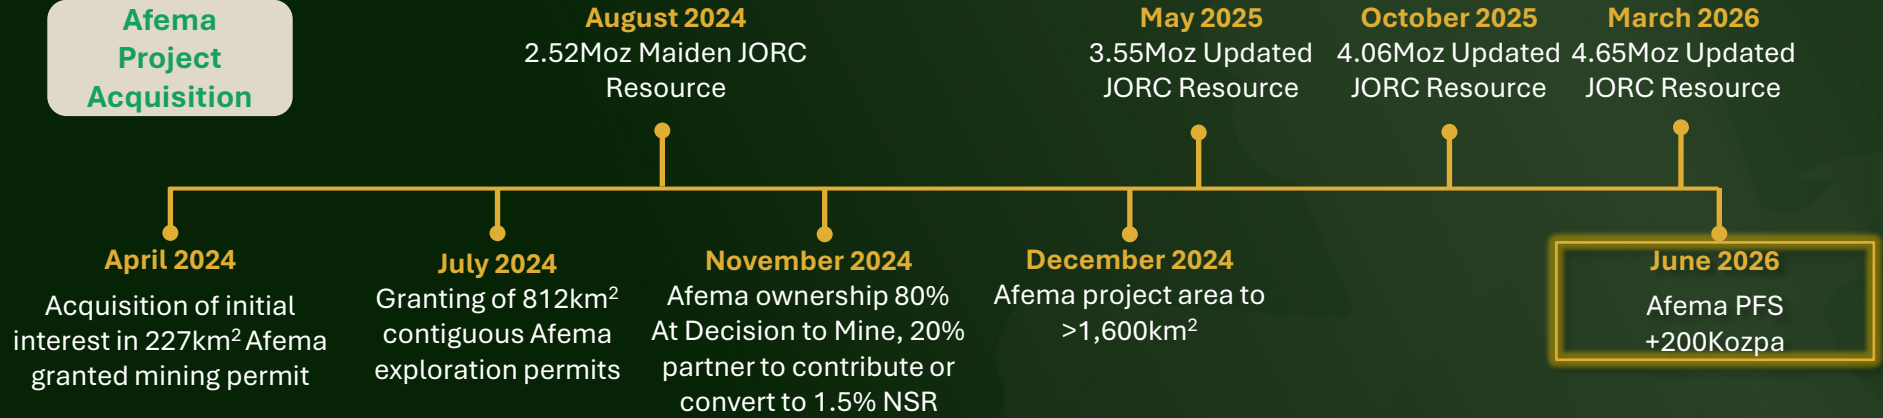 Afema
Project
Acquisition
August 2024
2.52Moz Maiden JORC
Resource
May 2025
3.55Moz Updated
JORC Resource
October 2025
4.06Moz Updated
JORC Resource
March 2026
4.65Moz Updated
JORC Resource
April 2024
Acquisition of initial
interest in 227km² Afema
granted mining permit
July 2024
Granting of 812km²
contiguous Afema
exploration permits
November 2024
Afema ownership 80%
At Decision to Mine, 20%
partner to contribute or
convert to 1.5% NSR
December 2024
Afema project area to
>1,600km²
June 2026
Afema PFS
+200Kozpa